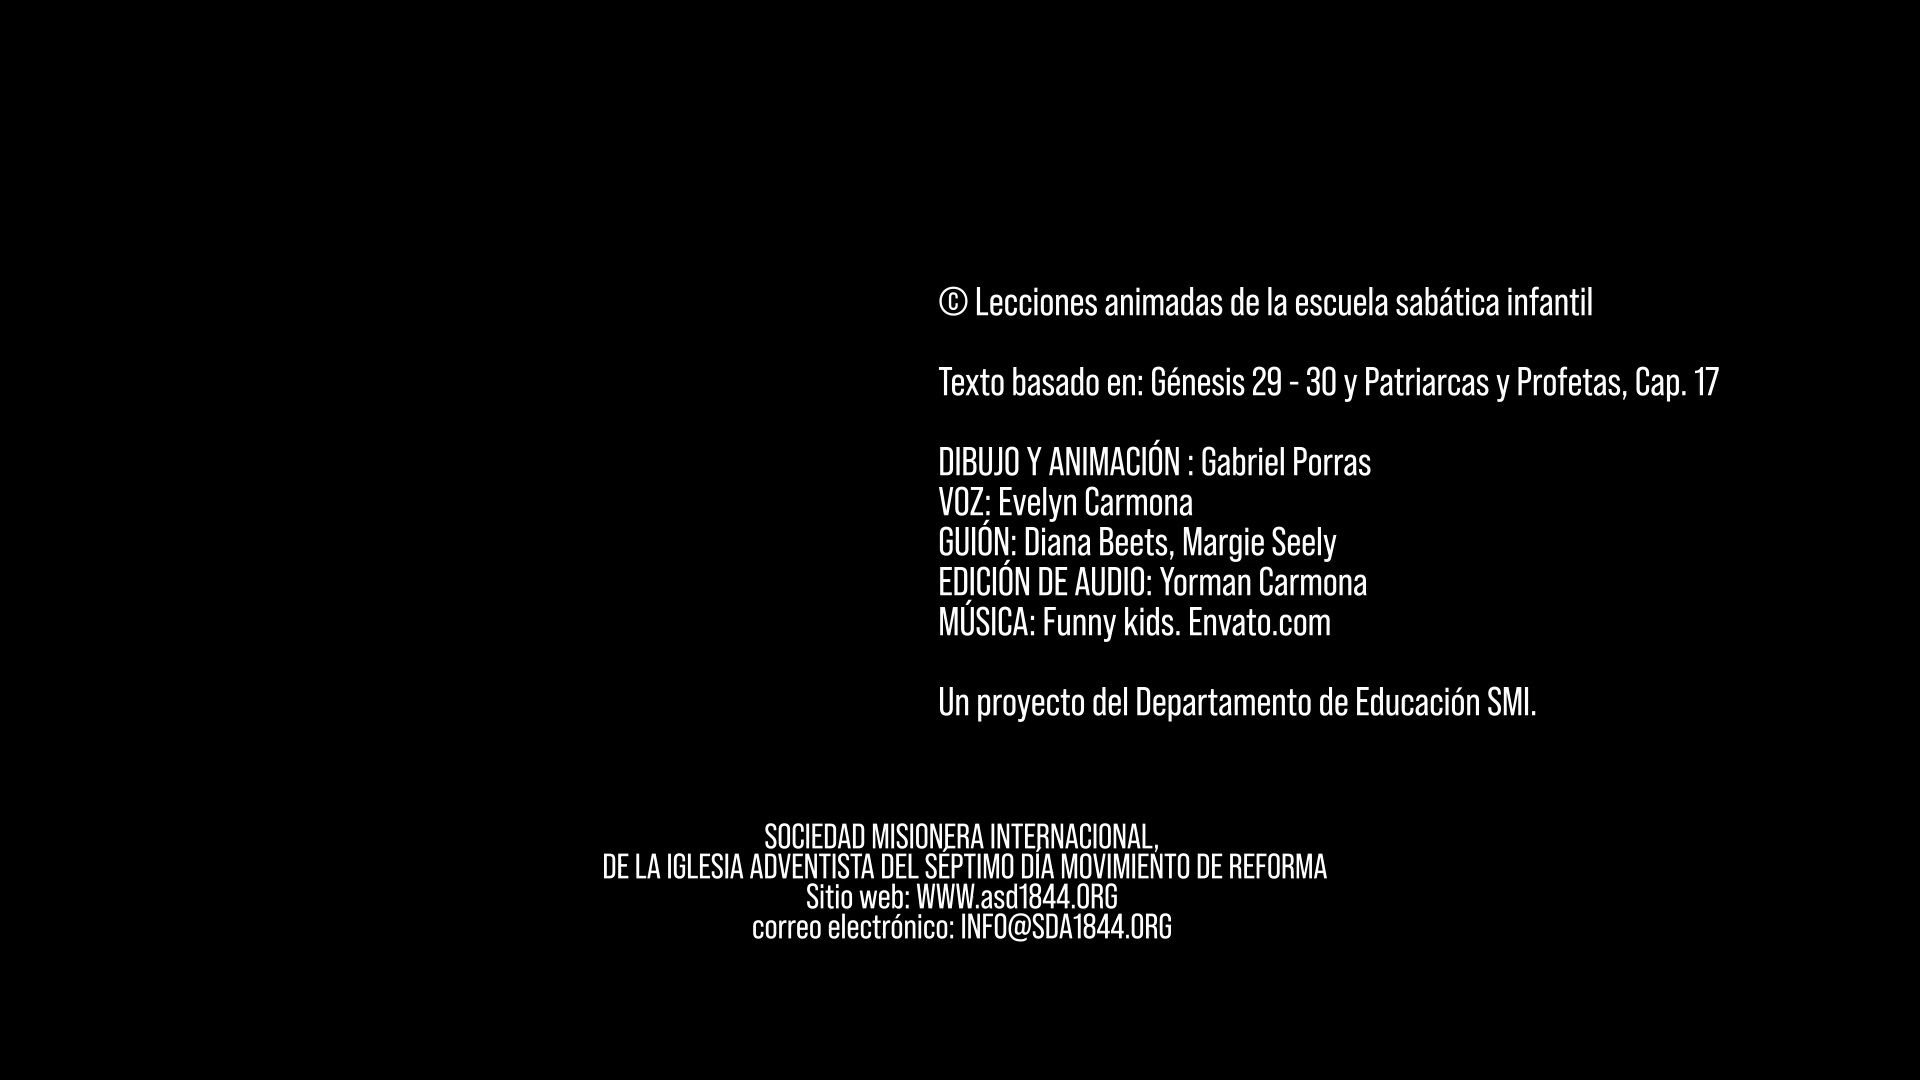 © Lecciones animadas de la escuela sabática infantil
Texto basado en: Génesis 29 - 30 y Patriarcas y Profetas, Cap. 17
DIBUJO Y ANIMACIÓN : Gabriel Porras
VOZ: Evelyn Carmona
GUIÓN: Diana Beets, Margie Seely
EDICIÓN DE AUDIO: Yorman Carmona
MÚSICA: Funny kids. Envato.com
Un proyecto del Departamento de Educación SMI.
SOCIEDAD MISIONERA INTERNACIONAL,
DE LA IGLESIA ADVENTISTA DEL SÉPTIMO DÍA MOVIMIENTO DE REFORMA
Sitio web: WWW.asd1844.ORG
correo electrónico: INFO@SDA1844.ORG